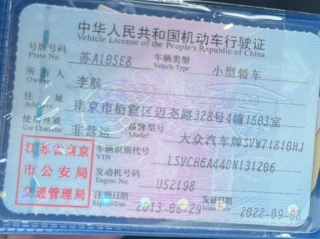 中华人民共和国机动车行驶证
Vehicle License of the People's Republic of China
号牌号码 苏A105E8 车辆类型 小型轿车
Plate No. Vehicle Type
所有人 李航
Owner
住址 南京市栖霞区迈尧路328号4幢1503室
Address
使用性质 非营运 品牌型号 大众汽车牌SVW71810HJ
Use Character Model
江苏省南京市公安局交通管理局
车辆识别代号 LSVCH6A44DN131206
VIN
发动机号码 U52198
Engine No.
注册日期 2013-08-29 发证日期 2022-09-08
Register Date Issue Date